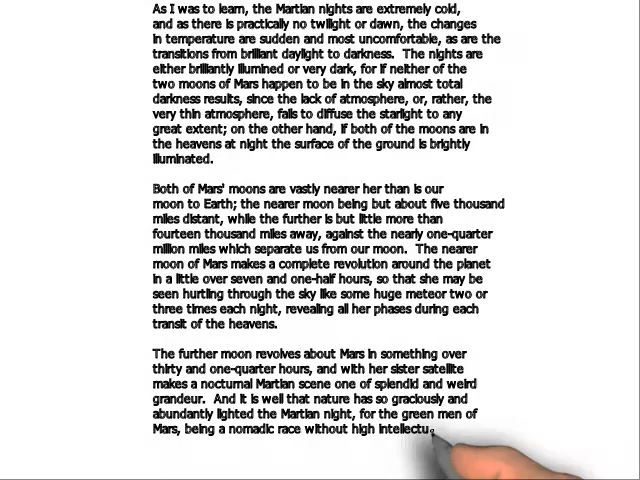 As I was to learn, the Martian nights are extremely cold,
and as there is practically no twilight or dawn, the changes
in temperature are sudden and most uncomfortable, as are the
transitions from brilliant daylight to darkness. The nights are
either brilliantly illumined or very dark, for if neither of the
two moons of Mars happen to be in the sky almost total
darkness results, since the lack of atmosphere, or, rather, the
very thin atmosphere, fails to diffuse the starlight to any
great extent; on the other hand, if both of the moons are in
the heavens at night the surface of the ground is brightly
illuminated.
Both of Mars' moons are vastly nearer her than is our
moon to Earth; the nearer moon being but about five thousand
miles distant, while the further is but little more than
fourteen thousand miles away, against the nearly one-quarter
million miles which separate us from our moon. The nearer
moon of Mars makes a complete revolution around the planet
in a little over seven and one-half hours, so that she may be
seen hurtling through the sky like some huge meteor two or
three times each night, revealing all her phases during each
transit of the heavens.
The further moon revolves about Mars in something over
thirty and one-quarter hours, and with her sister satellite
makes a nocturnal Martian scene one of splendid and weird
grandeur. And it is well that nature has so graciously and
abundantly lighted the Martian night, for the green men of
Mars, being a nomadic race without high intellectu